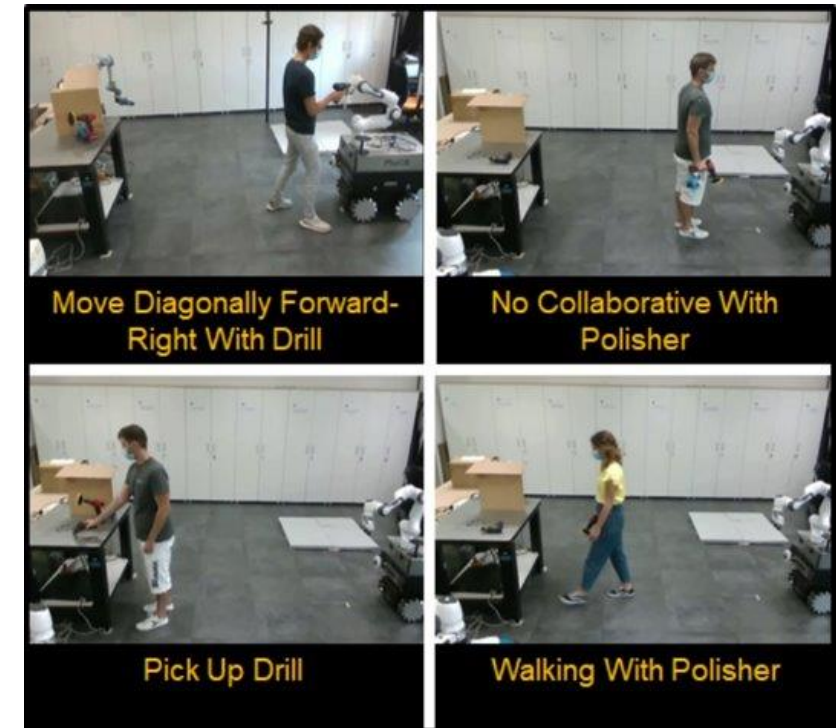 Move Diagonally Forward-
Right With Drill
No Collaborative With
Polisher
Pick Up Drill
Walking With Polisher